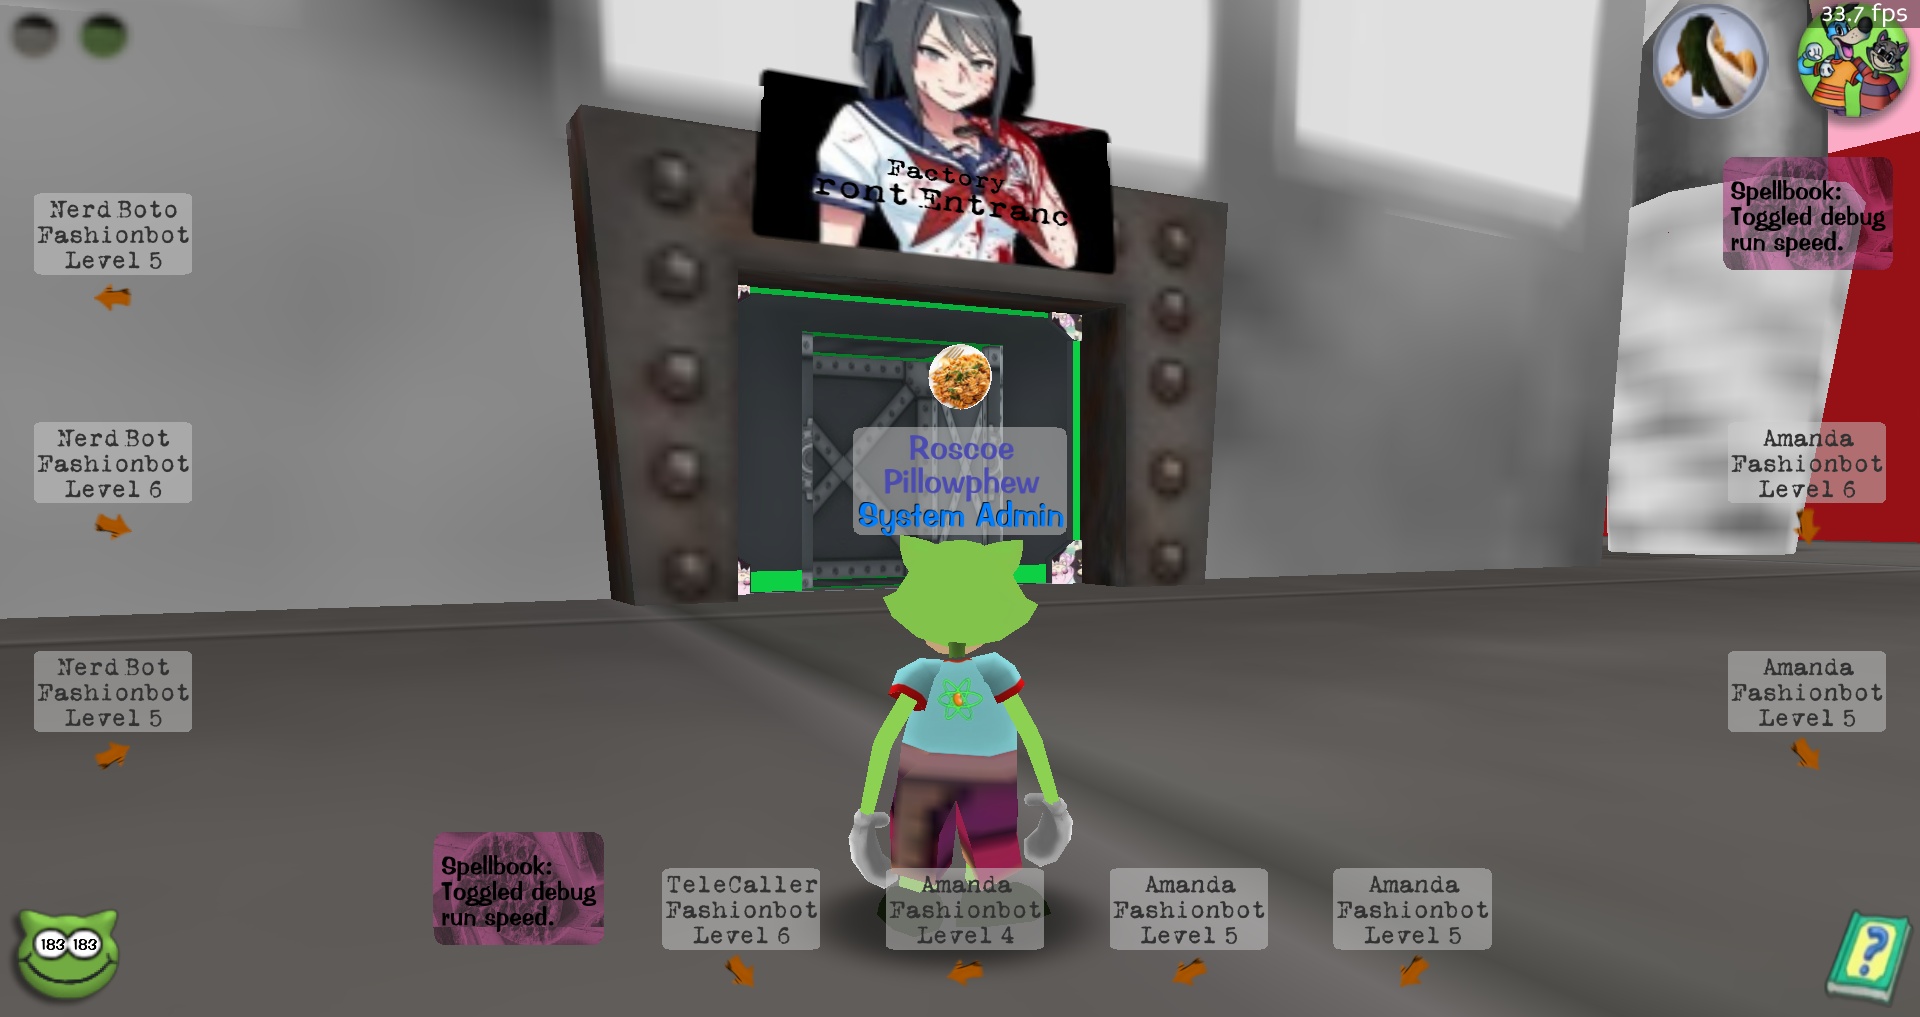 33.7 fps
Factory
ront Entranc
Nerd Boto
Fashionbot
Level 5
Spellbook:
Toggled debug
run speed.
Nerd Bot
Fashionbot
Level 6
Roscoe
Pillowphew
System Admin
Amanda
Fashionbot
Level 6
Nerd Bot
Fashionbot
Level 5
Amanda
Fashionbot
Level 5
Spellbook:
Toggled debug
run speed.
TeleCaller
Fashionbot
Level 6
Amanda
Fashionbot
Level 4
Amanda
Fashionbot
Level 5
Amanda
Fashionbot
Level 5
183 183
?